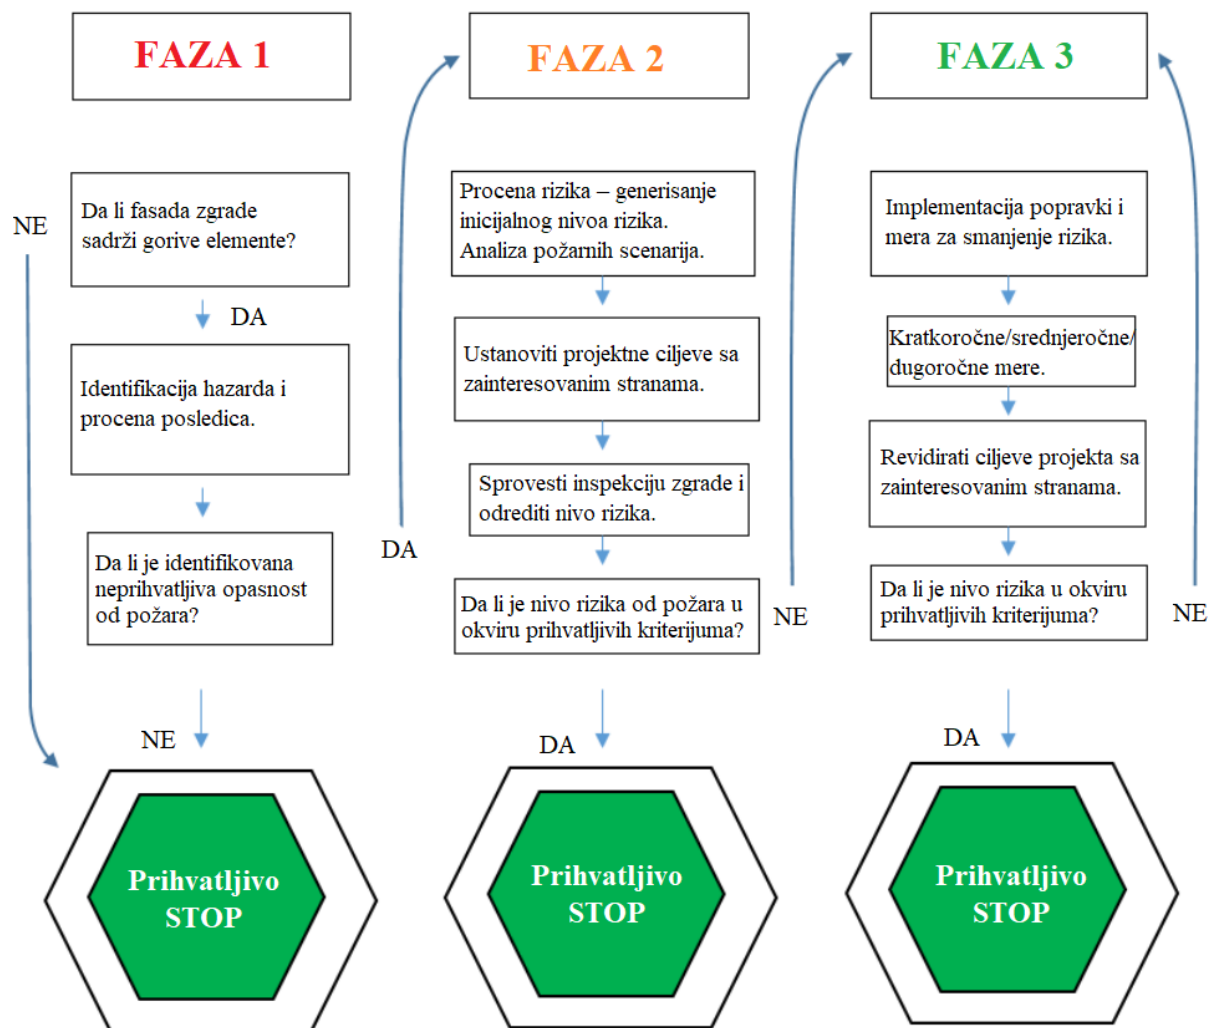 FAZA 1
NE
Da li fasada zgrade
sadrži gorive elemente?
DA
Identifikacija hazarda i
procena posledica.
Da li je identifikovana
neprihvatljiva opasnost
od požara?
NE
Prihvatljivo
STOP
DA
FAZA 2
Procena rizika – generisanje
inicijalnog nivoa rizika.
Analiza požarnih scenarija.
Ustanoviti projektne ciljeve sa
zainteresovanim stranama.
Sprovesti inspekciju zgrade i
odrediti nivo rizika.
Da li je nivo rizika od požara u
okviru prihvatljivih kriterijuma?
NE
DA
Prihvatljivo
STOP
FAZA 3
Implementacija popravki i
mera za smanjenje rizika.
Kratkoročne/srednjeročne/
dugoročne mere.
Revidirati ciljeve projekta sa
zainteresovanim stranama.
Da li je nivo rizika u okviru
prihvatljivih kriterijuma?
NE
DA
Prihvatljivo
STOP